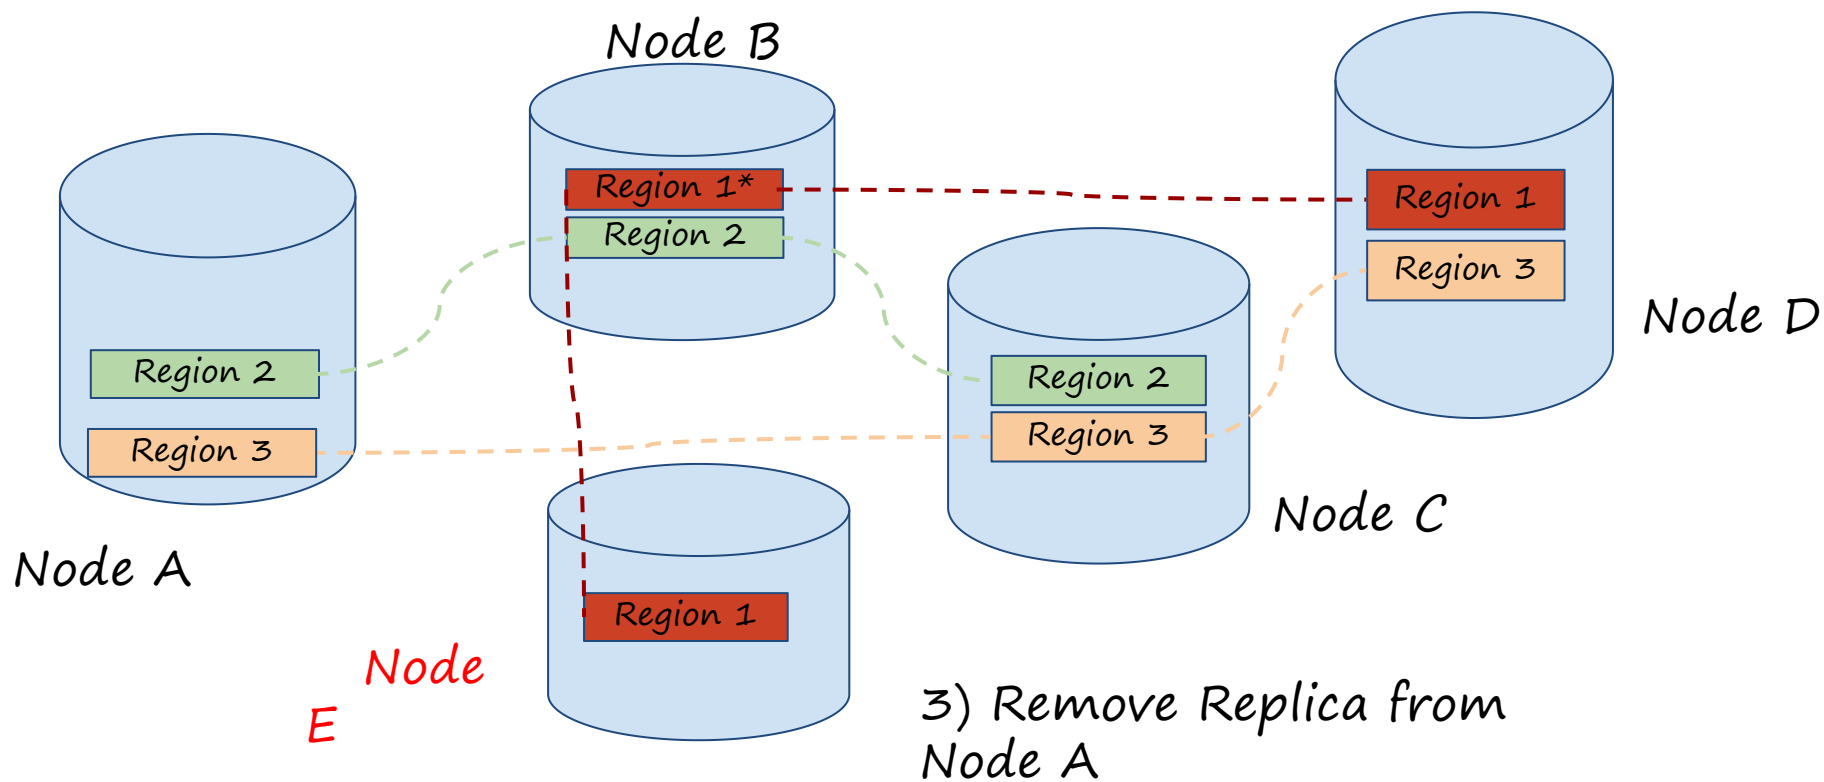 Node B
Region 1*
Region 2
Region 1
Region 3
Node D
Region 2
Region 3
Node A
Region 2
Region 3
Node C
Region 1
Node
E
3) Remove Replica from
Node A